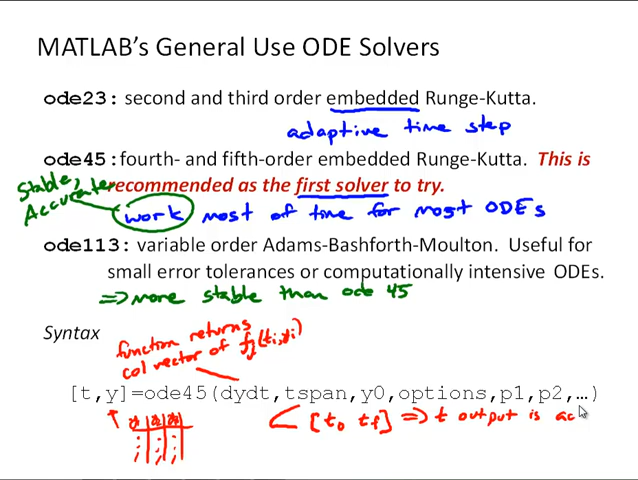 MATLAB's General Use ODE Solvers
ode23: second and third order embedded Runge-Kutta.
adaptive time step
ode45: fourth- and fifth-order embedded Runge-Kutta. This is
recommended as the first solver to try.
Stable,
Accurate
work most of time for most ODEs
ode113: variable order Adams-Bashforth-Moulton. Useful for
small error tolerances or computationally intensive ODEs.
=> more stable than ode 45
Syntax
function returns
col vector of fj(ti,yi)
[t,y]=ode45(dydt,tspan,y0,options,p1,p2,…)
[t0 tf] => t output is ac